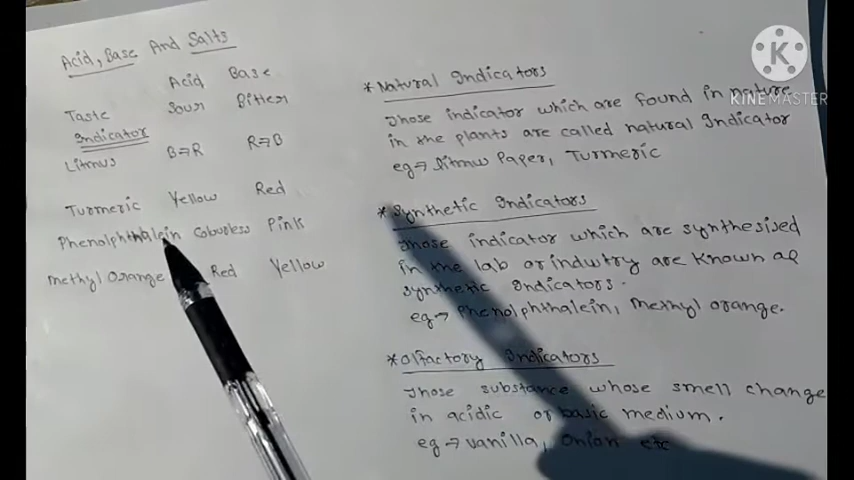 Acid, Base And Salts
Acid Base
Taste Sour Bitter
Indicator
Litmus B⇒R R⇒B
Turmeric Yellow Red
Phenolphthalein Colourless Pink
Methyl Orange Red Yellow
* Natural Indicators
Those indicator which are found in nature
in the plants are called natural Indicator
eg→ Litmus Paper, Turmeric
* Synthetic Indicators
Those indicator which are synthesised
in the lab or industry are known as
synthetic indicators.
eg→ Phenolphthalein, Methyl orange.
* Olfactory Indicators
Those substance whose smell change
in acidic or basic medium.
eg→ vanilla, onion etc
K
KINEMASTER